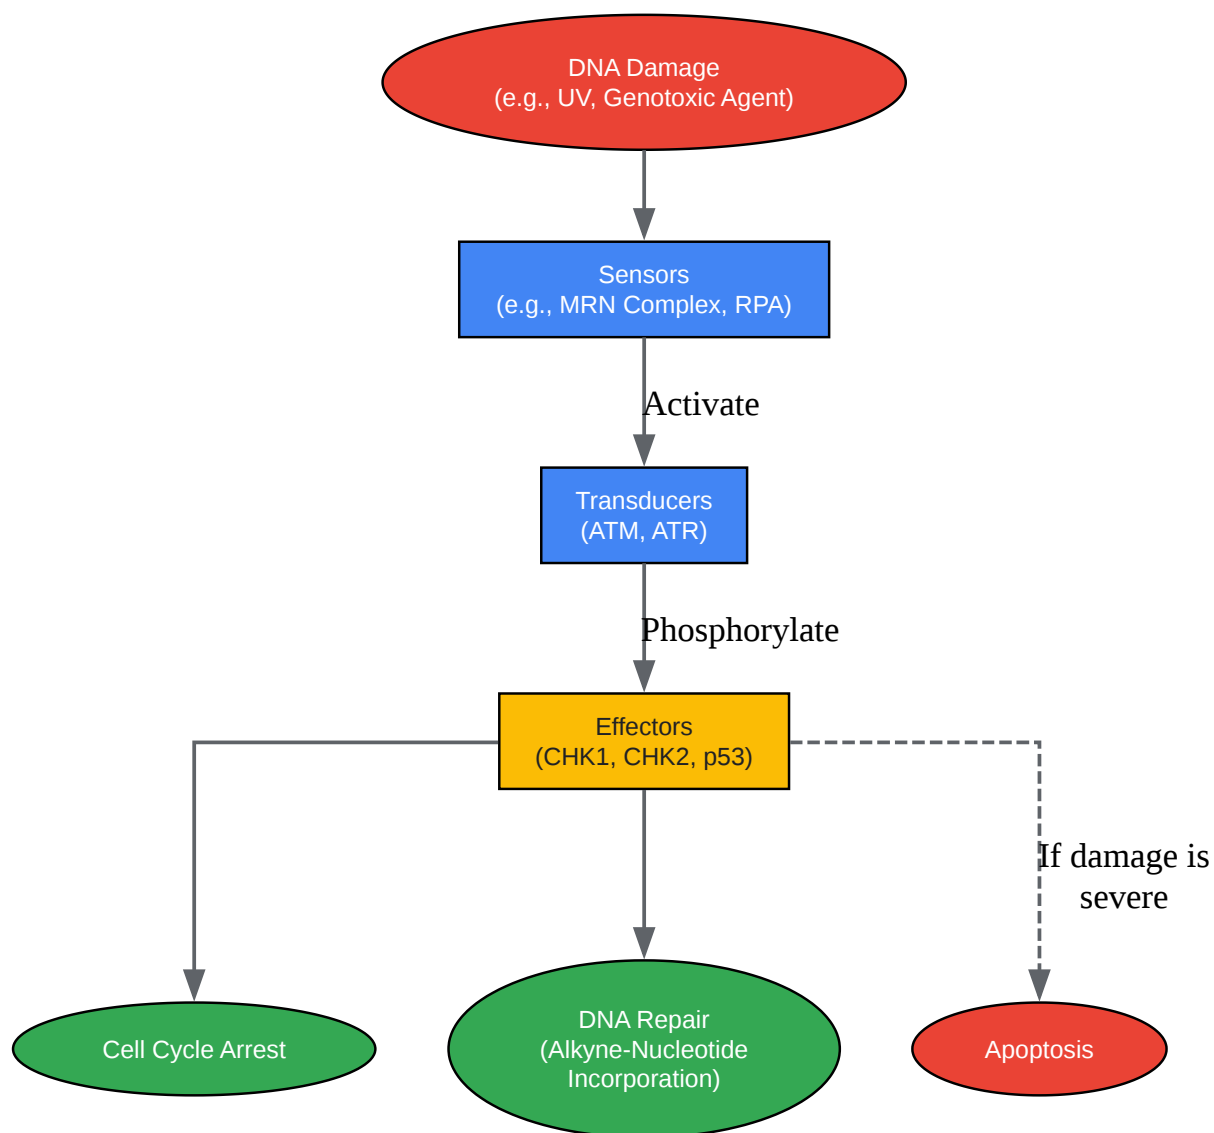 DNA Damage
(e.g., UV, Genotoxic Agent)
Sensors
(e.g., MRN Complex, RPA)
Activate
Transducers
(ATM, ATR)
Phosphorylate
Effectors
(CHK1, CHK2, p53)
If damage is
severe
Cell Cycle Arrest
DNA Repair
(Alkyne-Nucleotide
Incorporation)
Apoptosis